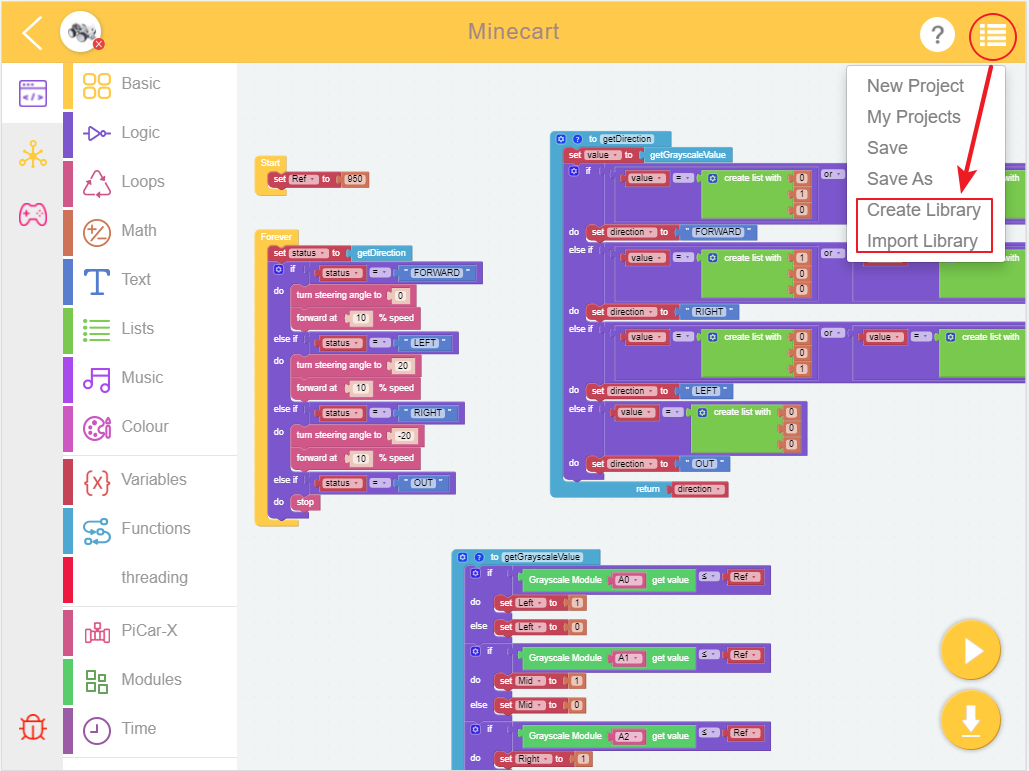 Minecart
?
New Project
My Projects
Save
Save As
Create Library
Import Library
Basic
Logic
Loops
Math
Text
Lists
Music
Colour
Variables
Functions
threading
PiCar-X
Modules
Time
Start
set Ref to 950
Forever
set status to getDirection
if status = " FORWARD "
do turn steering angle to 0
forward at 10 % speed
else if status = " LEFT "
do turn steering angle to 20
forward at 10 % speed
else if status = " RIGHT "
do turn steering angle to -20
forward at 10 % speed
else if status = " OUT "
do stop
? to getDirection
set value to getGrayscaleValue
if value = create list with 0 or
1
0
with
do set direction to " FORWARD "
else if value = create list with 1 or
0
0
with
do set direction to " RIGHT "
else if value = create list with 0 or value = create list with
0
1
do set direction to " LEFT "
else if value = create list with 0
0
0
do set direction to " OUT "
return direction
? to getGrayscaleValue
if Grayscale Module A0 get value ≤ Ref
do set Left to 1
else set Left to 0
if Grayscale Module A1 get value ≤ Ref
do set Mid to 1
else set Mid to 0
if Grayscale Module A2 get value ≤ Ref
do set Right to 1